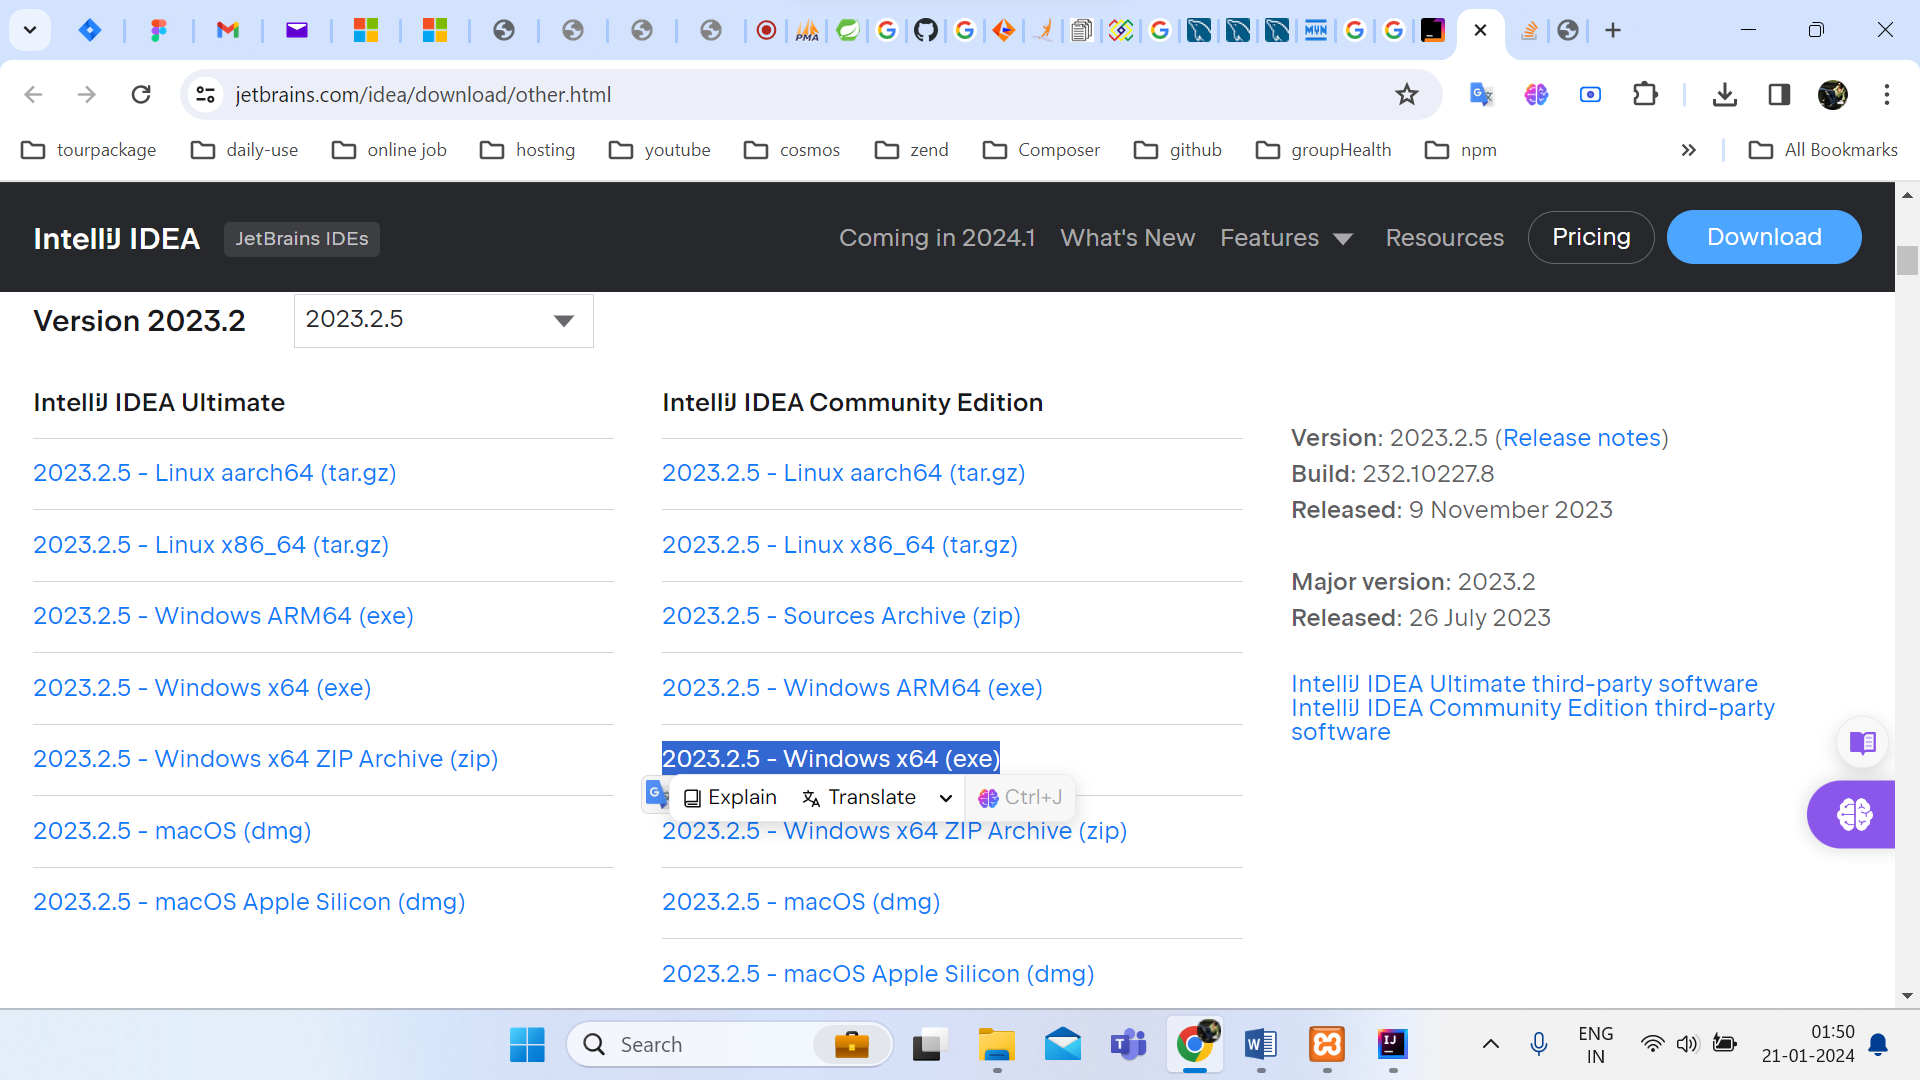 jetbrains.com/idea/download/other.html
tourpackage daily-use online job hosting youtube cosmos zend Composer github groupHealth npm All Bookmarks
IntelliJ IDEA JetBrains IDEs Coming in 2024.1 What's New Features Resources Pricing Download
Version 2023.2 2023.2.5
IntelliJ IDEA Ultimate
2023.2.5 - Linux aarch64 (tar.gz)
2023.2.5 - Linux x86_64 (tar.gz)
2023.2.5 - Windows ARM64 (exe)
2023.2.5 - Windows x64 (exe)
2023.2.5 - Windows x64 ZIP Archive (zip)
2023.2.5 - macOS (dmg)
2023.2.5 - macOS Apple Silicon (dmg)
IntelliJ IDEA Community Edition
2023.2.5 - Linux aarch64 (tar.gz)
2023.2.5 - Linux x86_64 (tar.gz)
2023.2.5 - Sources Archive (zip)
2023.2.5 - Windows ARM64 (exe)
2023.2.5 - Windows x64 (exe)
Explain Translate Ctrl+J
2023.2.5 - Windows x64 ZIP Archive (zip)
2023.2.5 - macOS (dmg)
2023.2.5 - macOS Apple Silicon (dmg)
Version: 2023.2.5 (Release notes)
Build: 232.10227.8
Released: 9 November 2023
Major version: 2023.2
Released: 26 July 2023
IntelliJ IDEA Ultimate third-party software
IntelliJ IDEA Community Edition third-party
software
Search
ENG
IN
01:50
21-01-2024